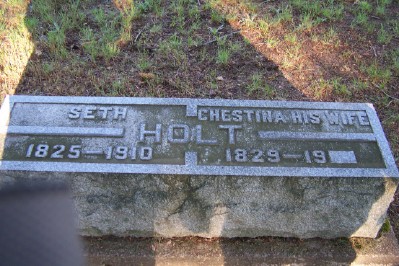 SETH CHESTINA HIS WIFE
HOLT
1825–1910 1829–19